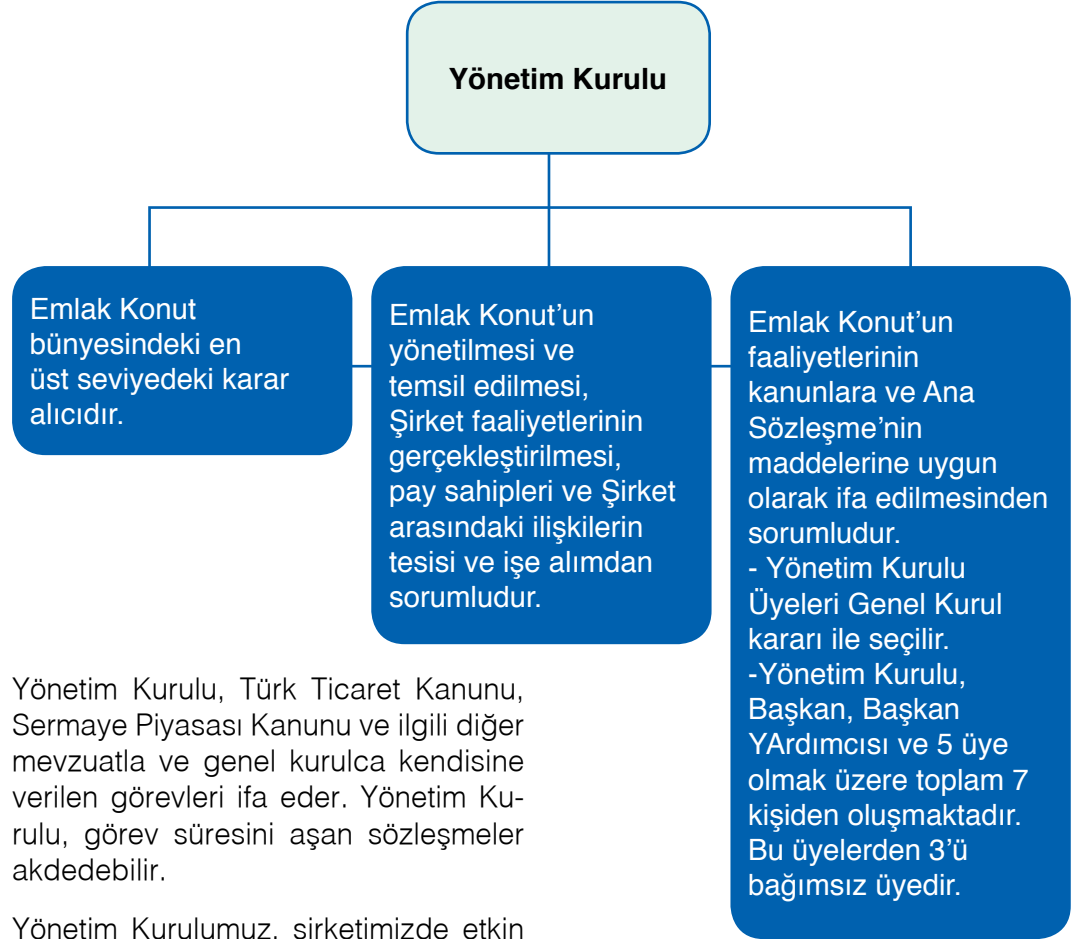 Yönetim Kurulu
Emlak Konut
bünyesindeki en
üst seviyedeki karar
alıcıdır.
Emlak Konut’un
yönetilmesi ve
temsil edilmesi,
Şirket faaliyetlerinin
gerçekleştirilmesi,
pay sahipleri ve Şirket
arasındaki ilişkilerin
tesisi ve işe alımdan
sorumludur.
Emlak Konut’un
faaliyetlerinin
kanunlara ve Ana
Sözleşme’nin
maddelerine uygun
olarak ifa edilmesinden
sorumludur.
- Yönetim Kurulu
Üyeleri Genel Kurul
kararı ile seçilir.
-Yönetim Kurulu,
Başkan, Başkan
YArdımcısı ve 5 üye
olmak üzere toplam 7
kişiden oluşmaktadır.
Bu üyelerden 3’ü
bağımsız üyedir.
Yönetim Kurulu, Türk Ticaret Kanunu,
Sermaye Piyasası Kanunu ve ilgili diğer
mevzuatla ve genel kurulca kendisine
verilen görevleri ifa eder. Yönetim Ku-
rulu, görev süresini aşan sözleşmeler
akdedebilir.
Yönetim Kurulumuz, şirketimizde etkin